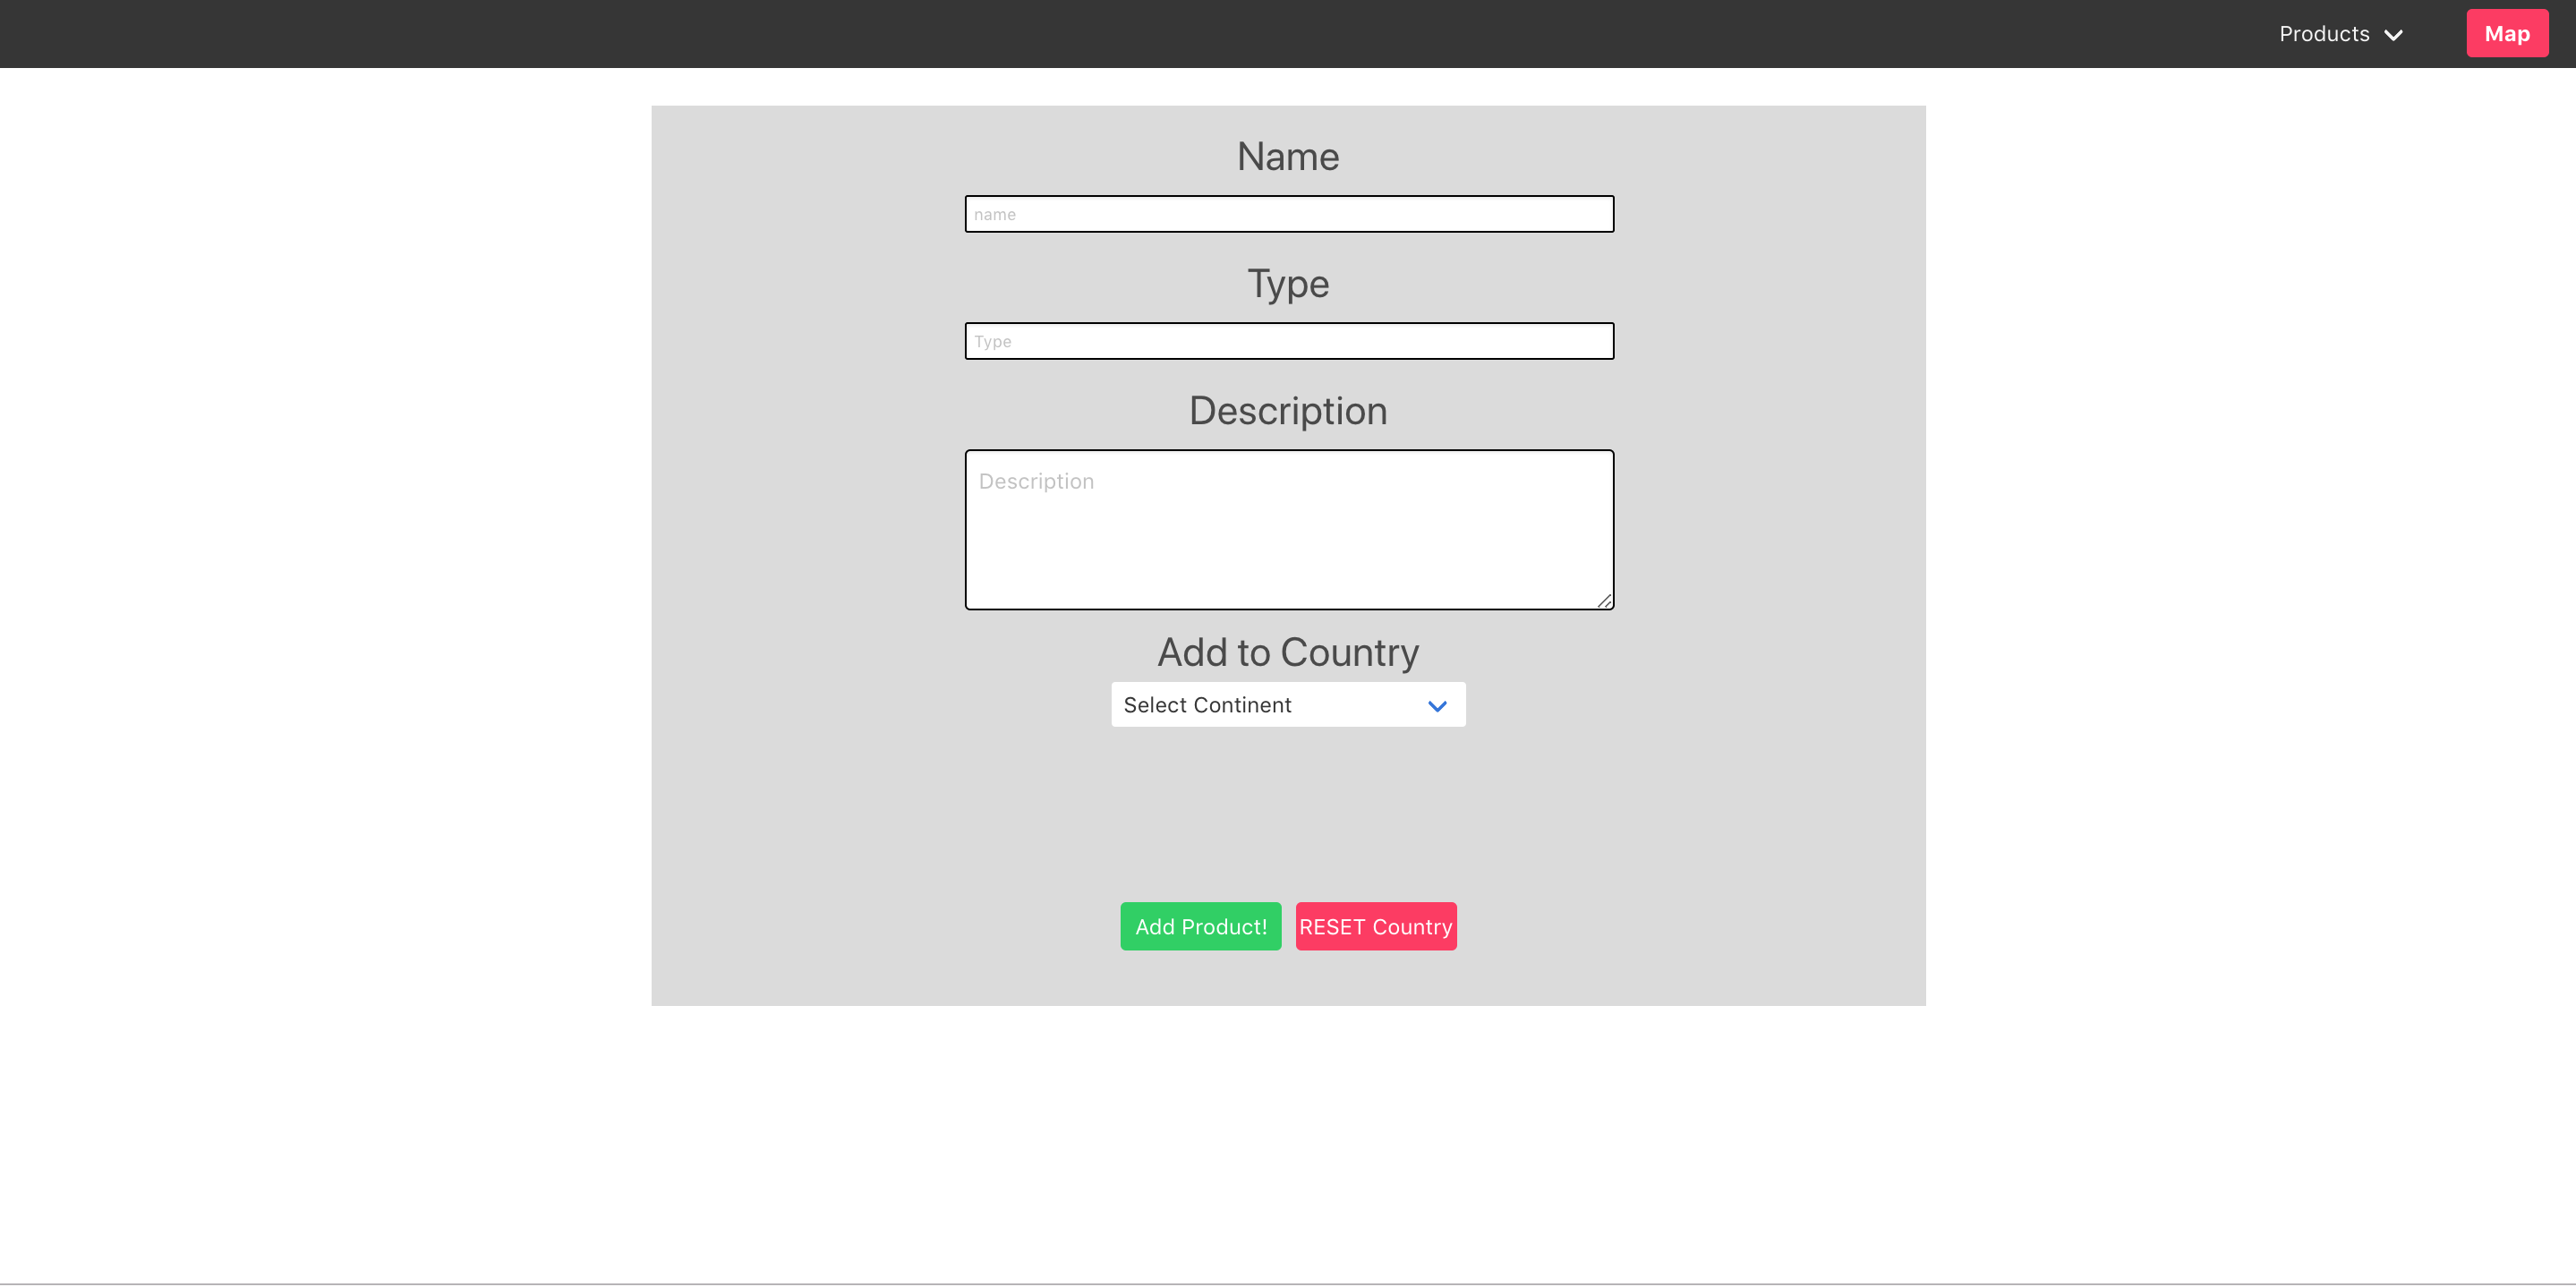 Products
Map
Name
name
Type
Type
Description
Description
Add to Country
Select Continent
Add Product!
RESET Country